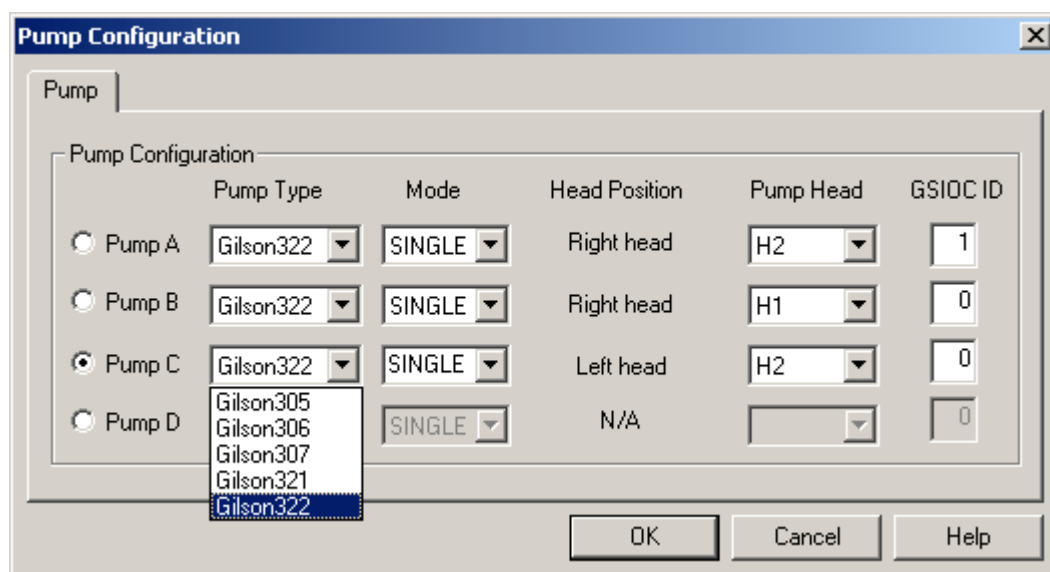 Pump Configuration
Pump
Pump Configuration
Pump Type Mode Head Position Pump Head GSIOC ID
Pump A Gilson322 SINGLE Right head H2 1
Pump B Gilson322 SINGLE Right head H1 0
Pump C Gilson322 SINGLE Left head H2 0
Gilson305
Gilson306
Gilson307
Gilson321
Gilson322
Pump D SINGLE N/A 0
OK Cancel Help